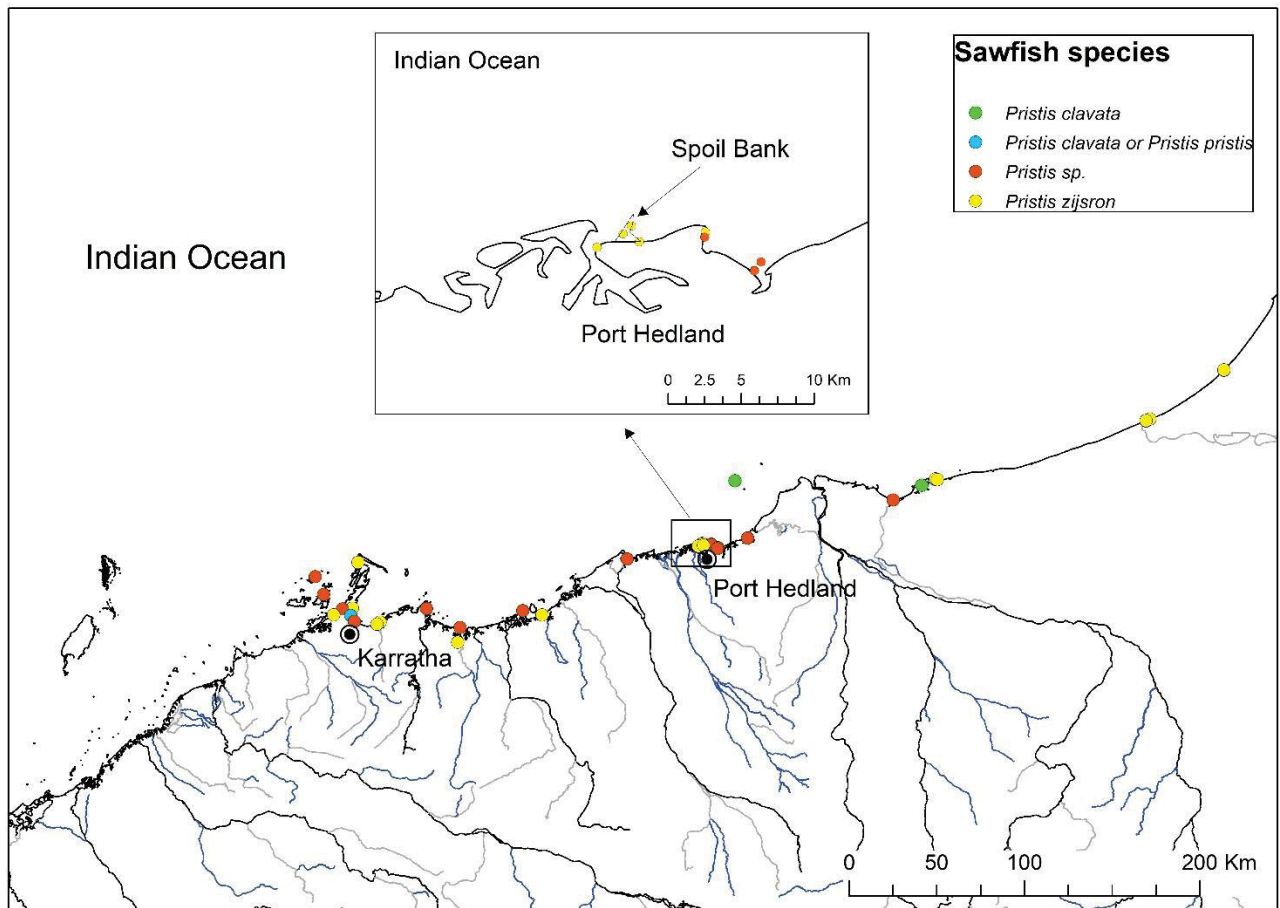 Indian Ocean
Spoil Bank
Port Hedland
0 2.5 5 10 Km
Sawfish species
Pristis clavata
Pristis clavata or Pristis pristis
Pristis sp.
Pristis zijsron
Indian Ocean
Port Hedland
Karratha
0 50 100 200 Km